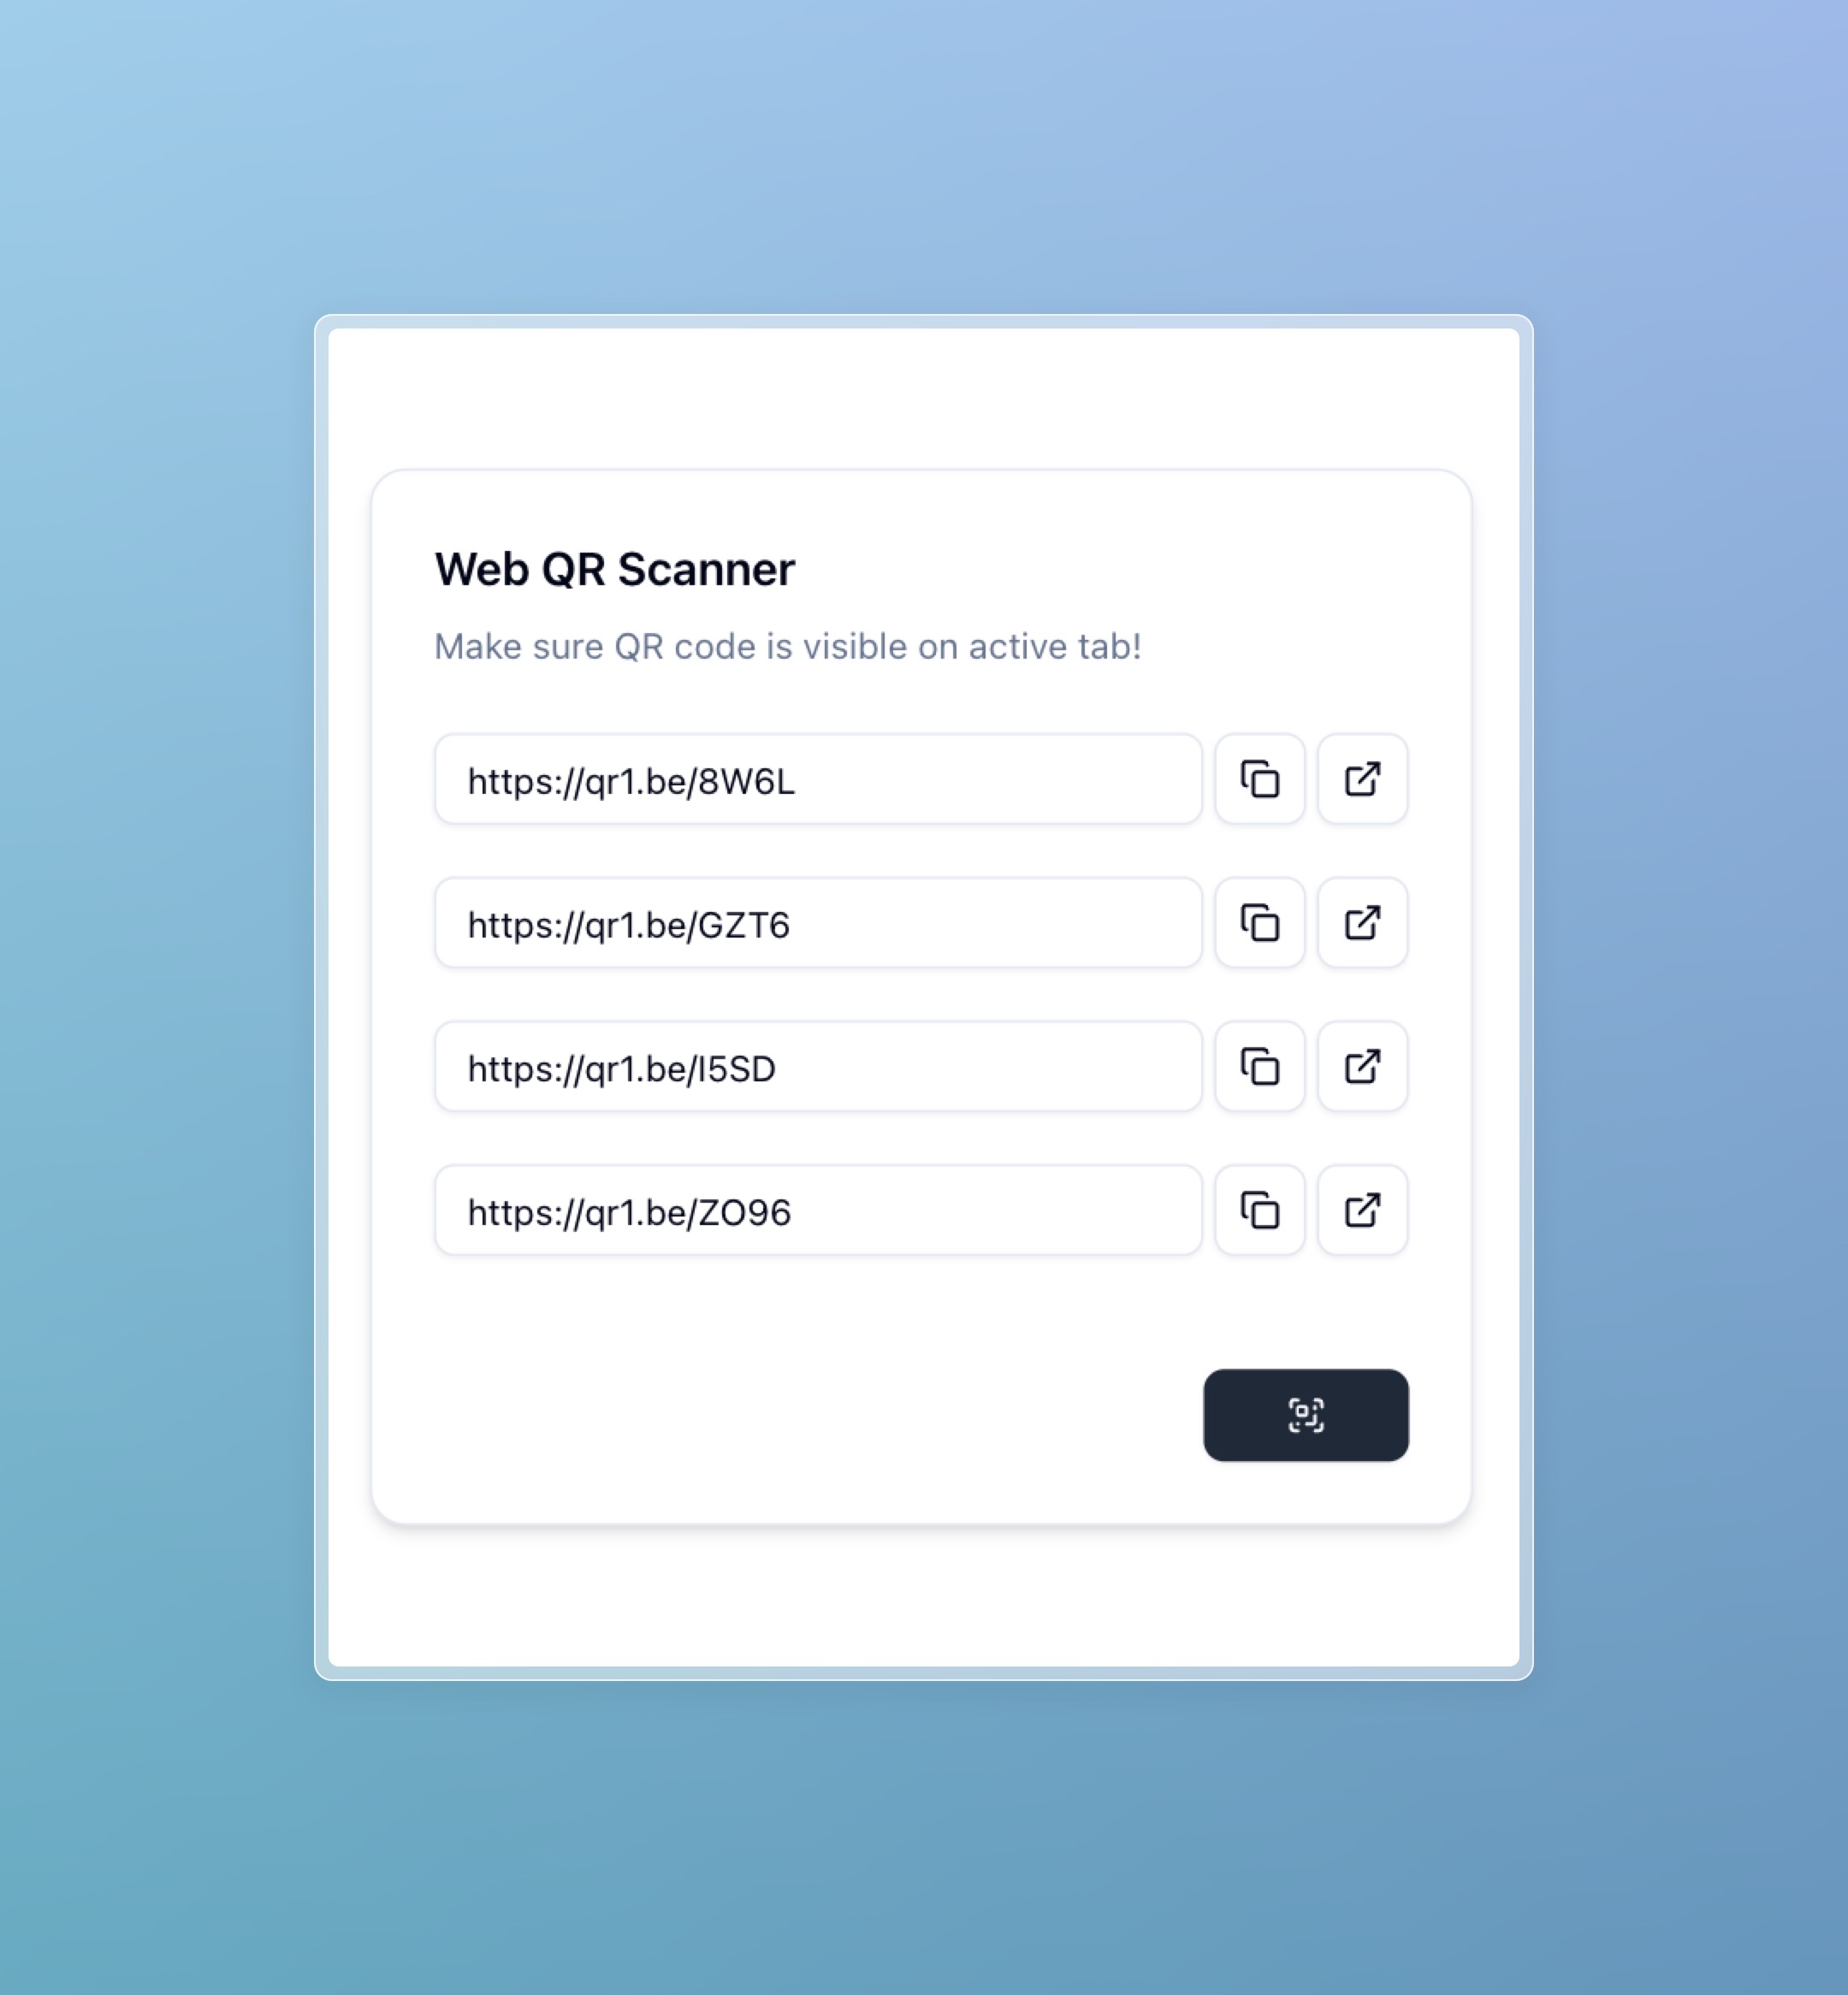 Web QR Scanner
Make sure QR code is visible on active tab!
https://qr1.be/8W6L
https://qr1.be/GZT6
https://qr1.be/I5SD
https://qr1.be/ZO96